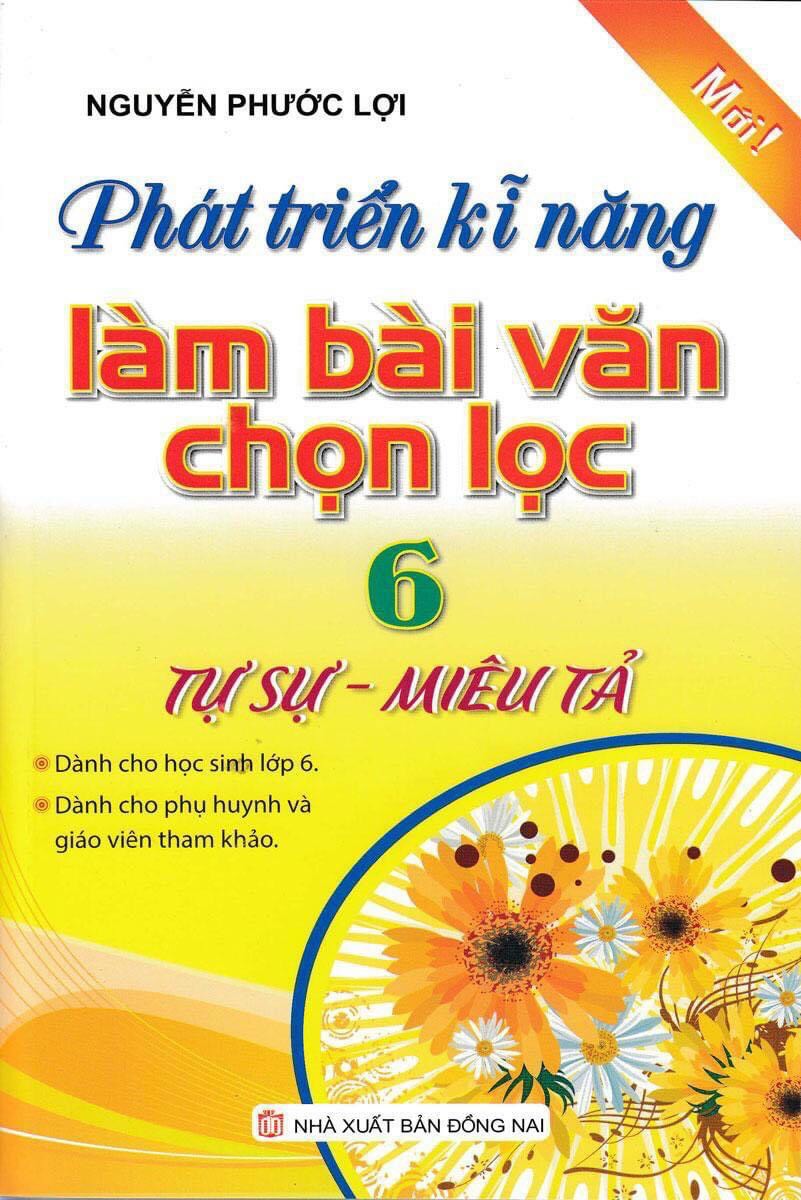 NGUYỄN PHƯỚC LỢI
Mới!
Phát triển kĩ năng
làm bài văn
chọn lọc
6
TỰ SỰ - MIÊU TẢ
Dành cho học sinh lớp 6.
Dành cho phụ huynh và
giáo viên tham khảo.
NHÀ XUẤT BẢN ĐỒNG NAI